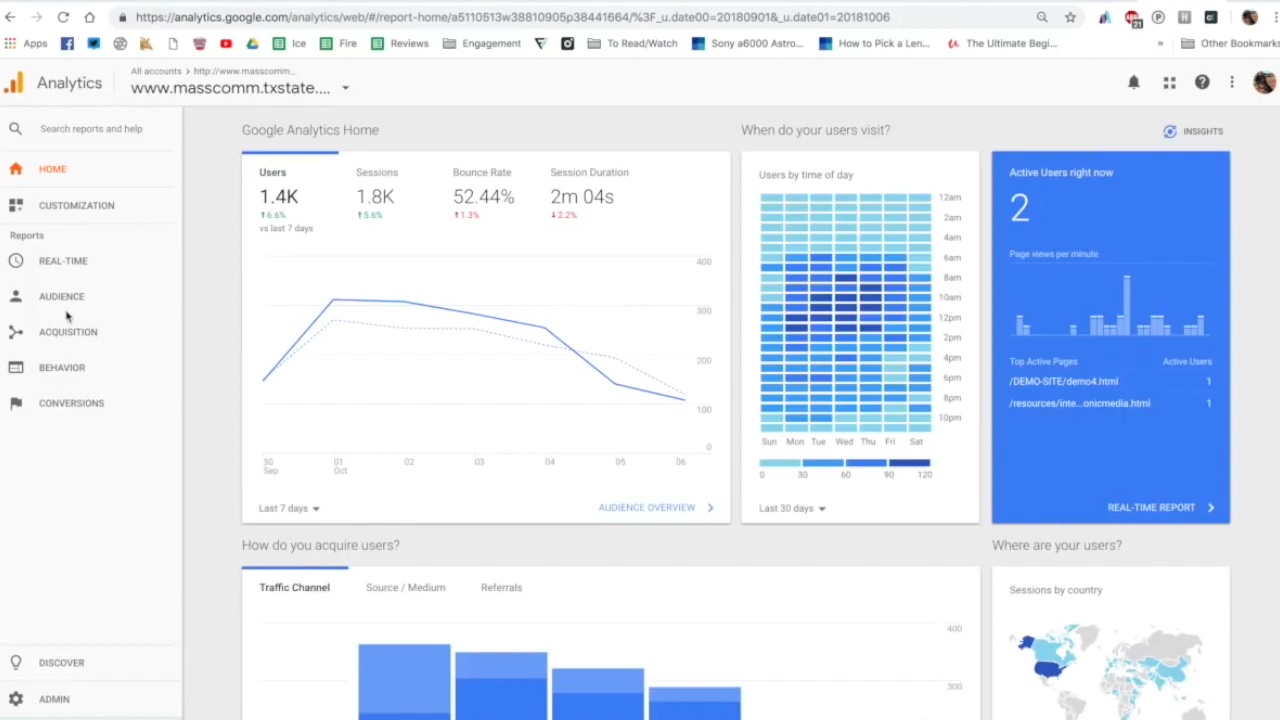 https://analytics.google.com/analytics/web/#/report-home/a5110513w38810905p38441664/%3F_u.date00=20180901&_u.date01=20181006
21
Apps
Ice
Fire
Reviews
Engagement
To Read/Watch
Sony a6000 Astro...
How to Pick a Len...
The Ultimate Begi...
»
Other Bookmarks
Analytics
All accounts > http://www.masscomm...
www.masscomm.txstate....
Search reports and help
HOME
CUSTOMIZATION
Reports
REAL-TIME
AUDIENCE
ACQUISITION
BEHAVIOR
CONVERSIONS
DISCOVER
ADMIN
Google Analytics Home
Users
1.4K
↑6.6%
vs last 7 days
Sessions
1.8K
↑5.6%
Bounce Rate
52.44%
↑1.3%
Session Duration
2m 04s
↓2.2%
400
300
200
100
0
30 Sep
01 Oct
02
03
04
05
06
Last 7 days
AUDIENCE OVERVIEW
When do your users visit?
INSIGHTS
Users by time of day
12am
2am
4am
6am
8am
10am
12pm
2pm
4pm
6pm
8pm
10pm
Sun Mon Tue Wed Thu Fri Sat
0 30 60 90 120
Last 30 days
Active Users right now
2
Page views per minute
Top Active Pages Active Users
/DEMO-SITE/demo4.html 1
/resources/inte...onicmedia.html 1
REAL-TIME REPORT
How do you acquire users?
Traffic Channel
Source / Medium
Referrals
400
300
Where are your users?
Sessions by country